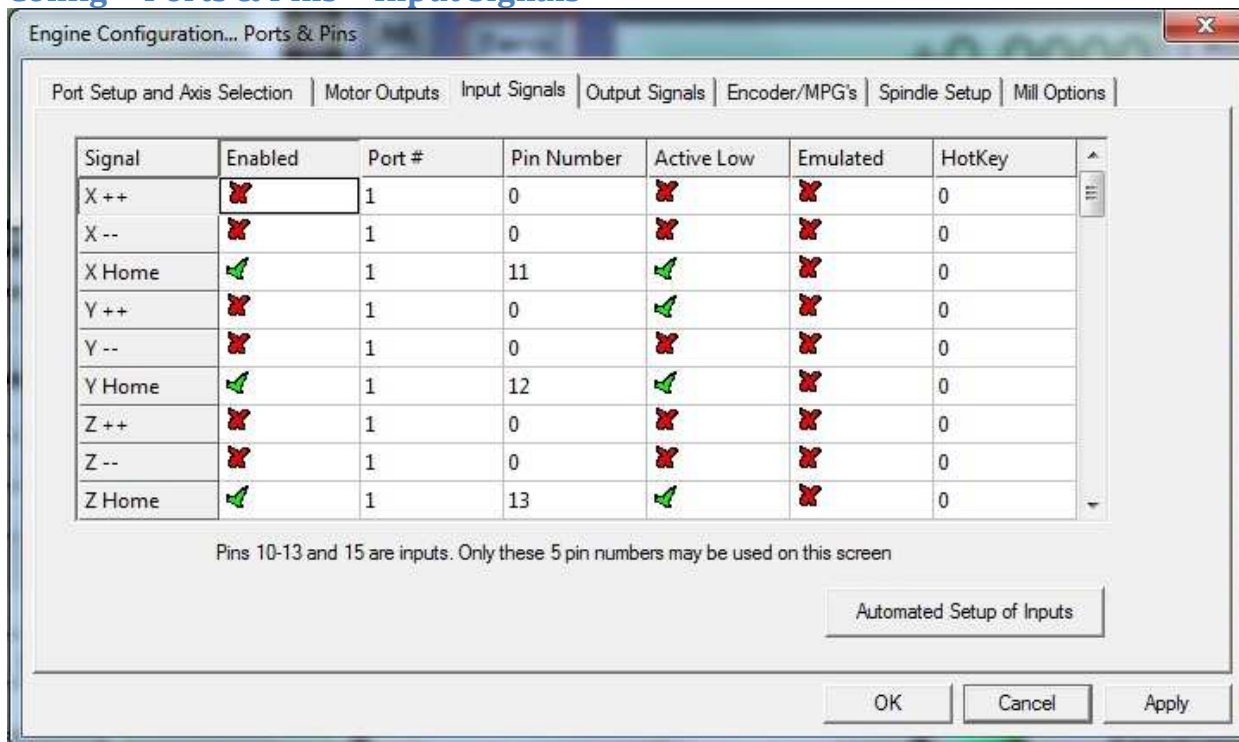 Engine Configuration... Ports & Pins
Port Setup and Axis Selection Motor Outputs Input Signals Output Signals Encoder/MPG's Spindle Setup Mill Options
Signal Enabled Port # Pin Number Active Low Emulated HotKey
X ++ 1 0 0
X -- 1 0 0
X Home 1 11 0
Y ++ 1 0 0
Y -- 1 0 0
Y Home 1 12 0
Z ++ 1 0 0
Z -- 1 0 0
Z Home 1 13 0
Pins 10-13 and 15 are inputs. Only these 5 pin numbers may be used on this screen
Automated Setup of Inputs
OK Cancel Apply